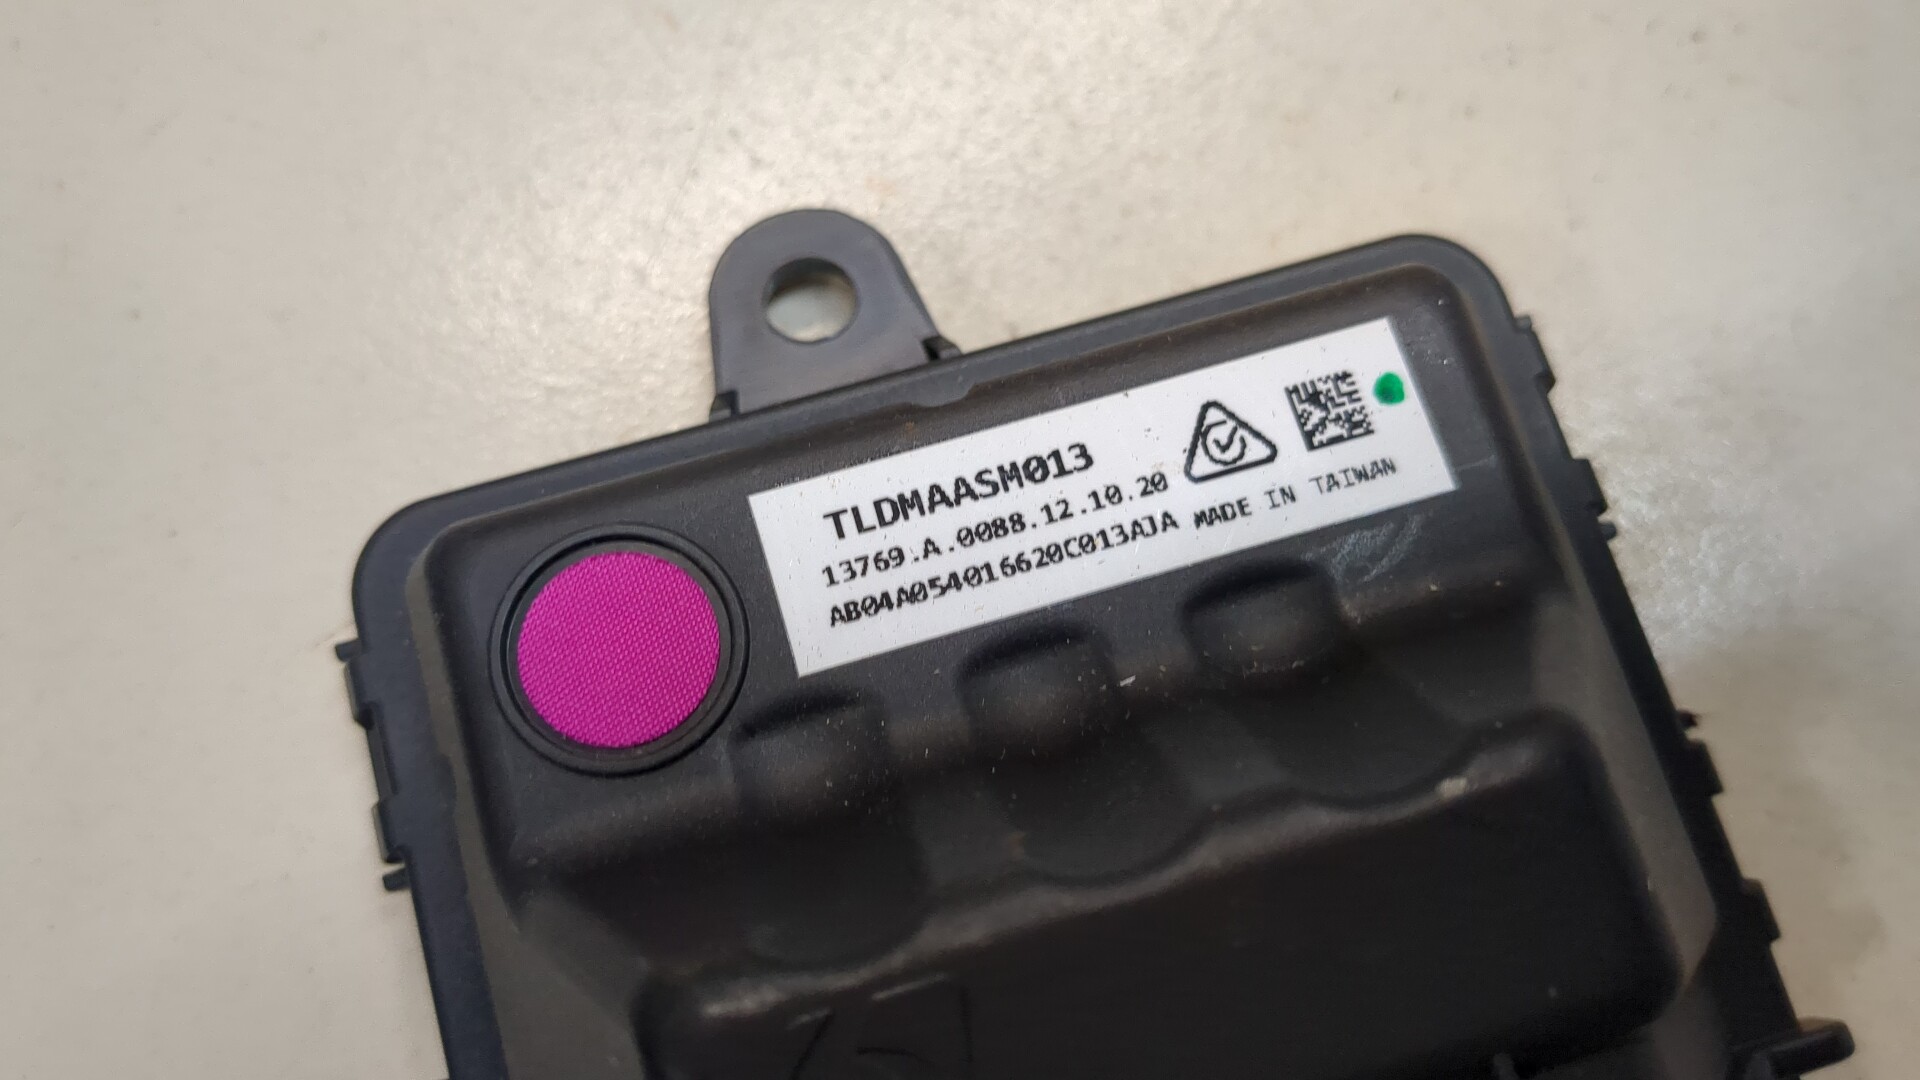 TLDMAASM013
13769.A.0088.12.10.20
AB04A054016620C013AJA MADE IN TAIWAN